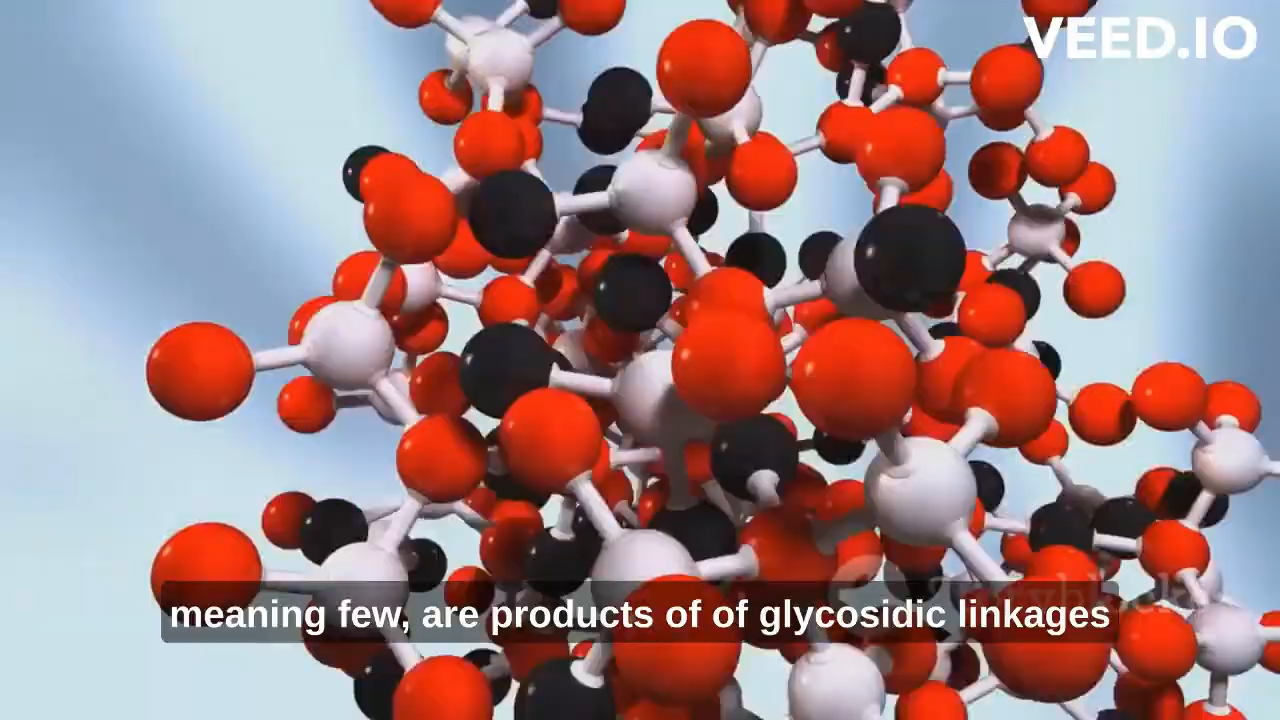 VEED.IO
meaning few, are products of of glycosidic linkages